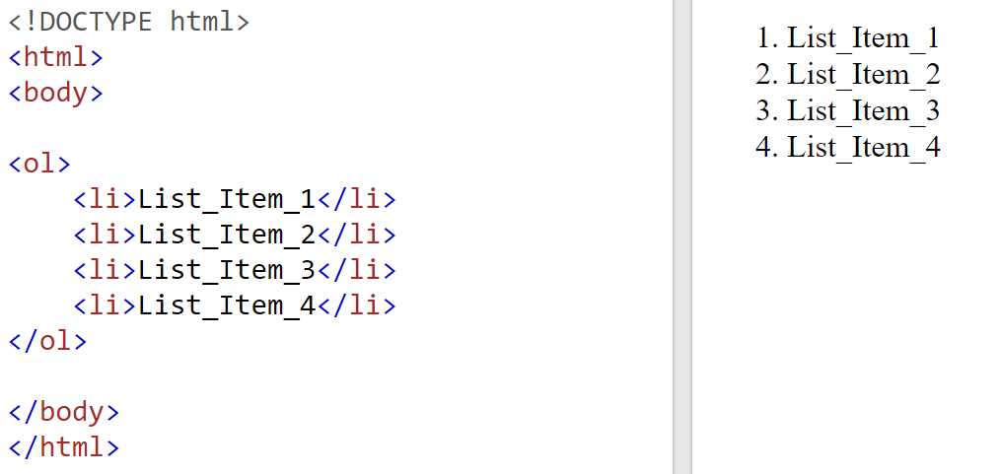 <!DOCTYPE html>
<html>
<body>
<ol>
<li>List_Item_1</li>
<li>List_Item_2</li>
<li>List_Item_3</li>
<li>List_Item_4</li>
</ol>
</body>
</html>
1. List_Item_1
2. List_Item_2
3. List_Item_3
4. List_Item_4